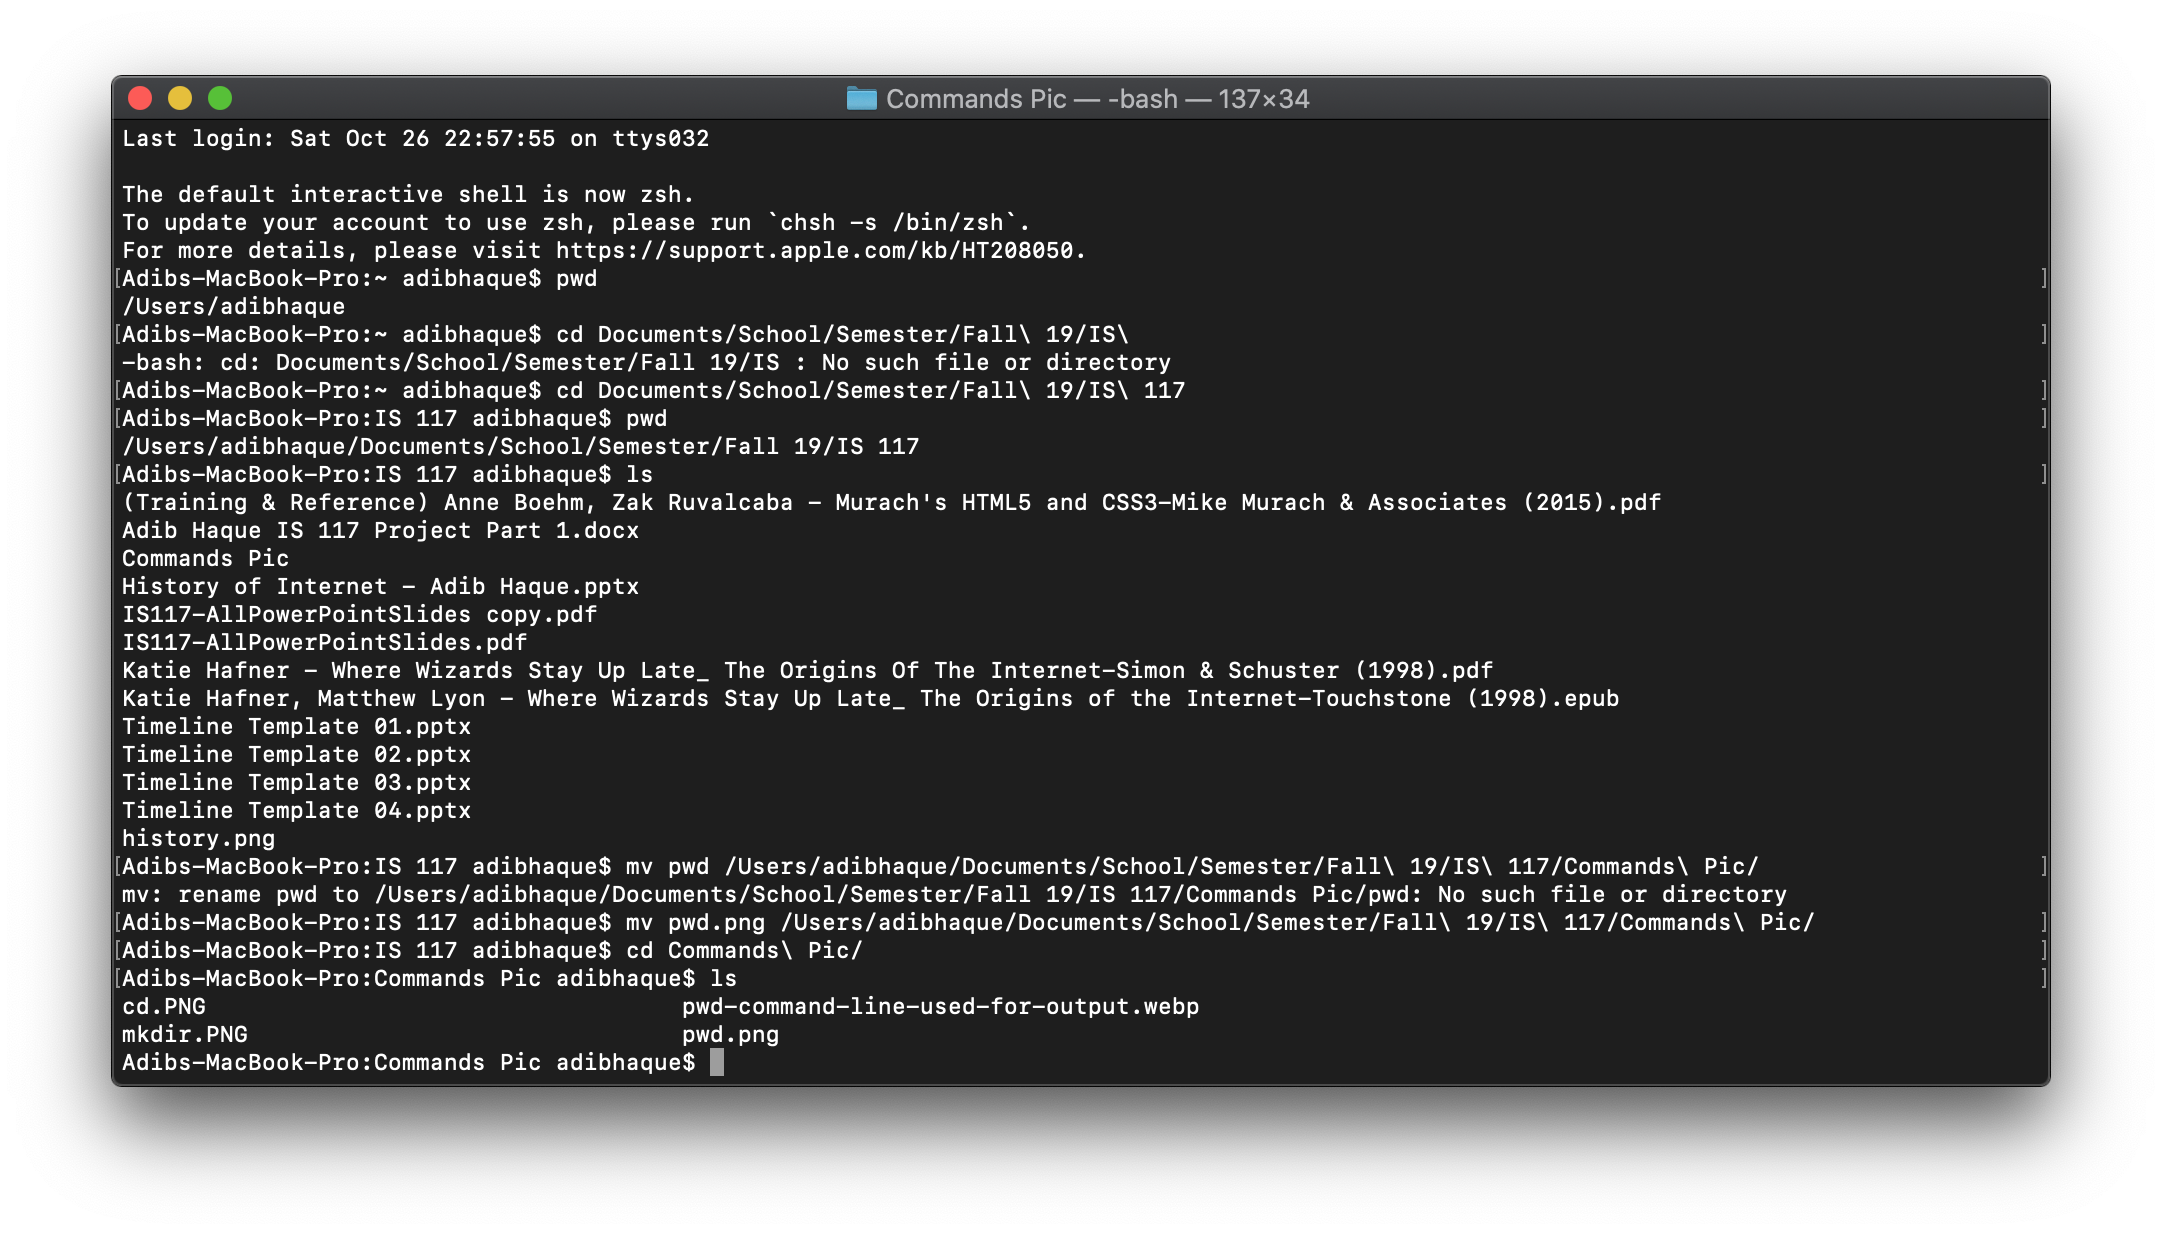 Commands Pic — -bash — 137×34
Last login: Sat Oct 26 22:57:55 on ttys032

The default interactive shell is now zsh.
To update your account to use zsh, please run `chsh -s /bin/zsh`.
For more details, please visit https://support.apple.com/kb/HT208050.
[Adibs-MacBook-Pro:~ adibhaque$ pwd ]
/Users/adibhaque
[Adibs-MacBook-Pro:~ adibhaque$ cd Documents/School/Semester/Fall\ 19/IS\ ]
-bash: cd: Documents/School/Semester/Fall 19/IS : No such file or directory
[Adibs-MacBook-Pro:~ adibhaque$ cd Documents/School/Semester/Fall\ 19/IS\ 117 ]
[Adibs-MacBook-Pro:IS 117 adibhaque$ pwd ]
/Users/adibhaque/Documents/School/Semester/Fall 19/IS 117
[Adibs-MacBook-Pro:IS 117 adibhaque$ ls ]
(Training & Reference) Anne Boehm, Zak Ruvalcaba - Murach's HTML5 and CSS3-Mike Murach & Associates (2015).pdf
Adib Haque IS 117 Project Part 1.docx
Commands Pic
History of Internet - Adib Haque.pptx
IS117-AllPowerPointSlides copy.pdf
IS117-AllPowerPointSlides.pdf
Katie Hafner - Where Wizards Stay Up Late_ The Origins Of The Internet-Simon & Schuster (1998).pdf
Katie Hafner, Matthew Lyon - Where Wizards Stay Up Late_ The Origins of the Internet-Touchstone (1998).epub
Timeline Template 01.pptx
Timeline Template 02.pptx
Timeline Template 03.pptx
Timeline Template 04.pptx
history.png
[Adibs-MacBook-Pro:IS 117 adibhaque$ mv pwd /Users/adibhaque/Documents/School/Semester/Fall\ 19/IS\ 117/Commands\ Pic/ ]
mv: rename pwd to /Users/adibhaque/Documents/School/Semester/Fall 19/IS 117/Commands Pic/pwd: No such file or directory
[Adibs-MacBook-Pro:IS 117 adibhaque$ mv pwd.png /Users/adibhaque/Documents/School/Semester/Fall\ 19/IS\ 117/Commands\ Pic/ ]
[Adibs-MacBook-Pro:IS 117 adibhaque$ cd Commands\ Pic/ ]
[Adibs-MacBook-Pro:Commands Pic adibhaque$ ls ]
cd.PNG pwd-command-line-used-for-output.webp
mkdir.PNG pwd.png
Adibs-MacBook-Pro:Commands Pic adibhaque$